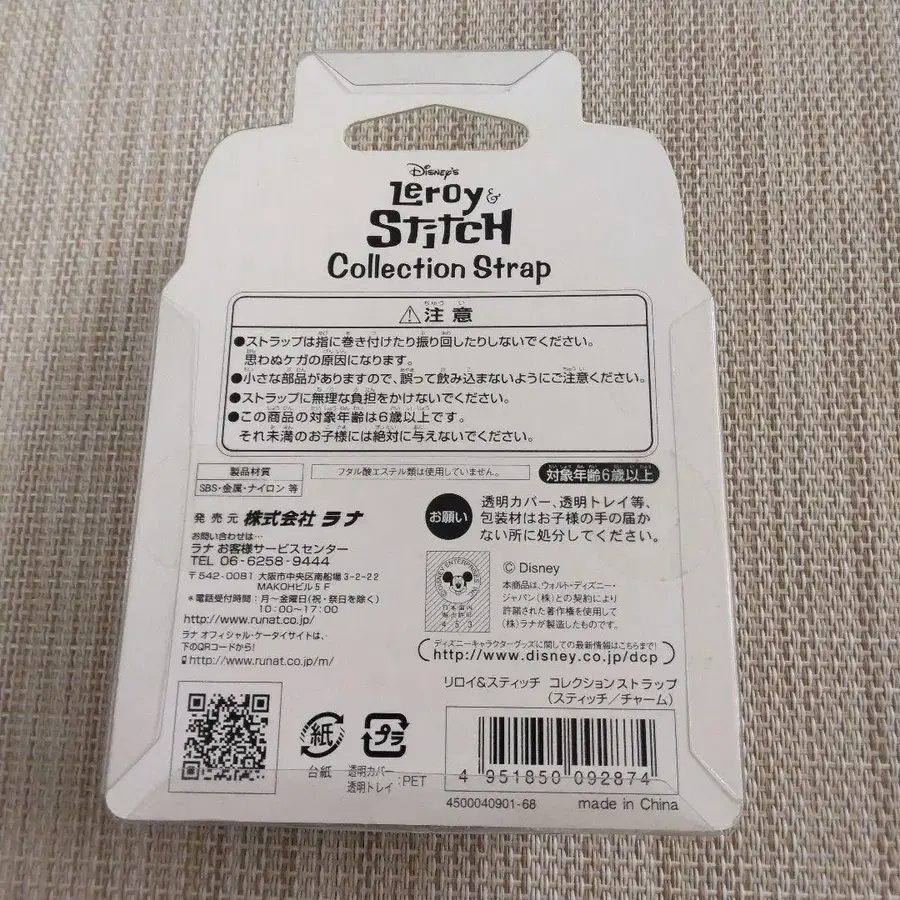 Disney's
Leroy &
Stitch
Collection Strap
⚠注意
●ストラップは指に巻き付けたり振り回したりしないでください。
思わぬケガの原因になります。
●小さな部品がありますので、誤って飲み込まないようにご注意ください。
●ストラップに無理な負担をかけないでください。
●この商品の対象年齢は6歳以上です。
それ未満のお子様には絶対に与えないでください。
製品材質
SBS・金属・ナイロン 等
フタル酸エステル類は使用していません。
対象年齢6歳以上
発売元 株式会社 ラナ
お問い合わせは…
ラナ お客様サービスセンター
TEL 06-6258-9444
〒542-0081 大阪市中央区南船場3-2-22
MAKOHビル5F
*電話受付時間：月〜金曜日(祝・祭日を除く)
10：00〜17：00
http://www.runat.co.jp/
ラナ オフィシャル・ケータイサイトは、
下のQRコードから!
http://www.runat.co.jp/m/
お願い
透明カバー、透明トレイ等、
包装材はお子様の手の届か
ない所に処分してください。
© Disney
本商品は、ウォルト・ディズニー・
ジャパン(株)との契約により
許諾された著作権を使用して
(株)ラナが製造したものです。
日本国内
4 5 3
ディズニーキャラクターグッズに関しての最新情報はこちらまで!
http://www.disney.co.jp/dcp
リロイ&スティッチ コレクションストラップ
(スティッチ/チャーム)
紙
台紙
プラ
透明カバー
透明トレイ
:PET
4 951850 092874
4500040901-68
made in China